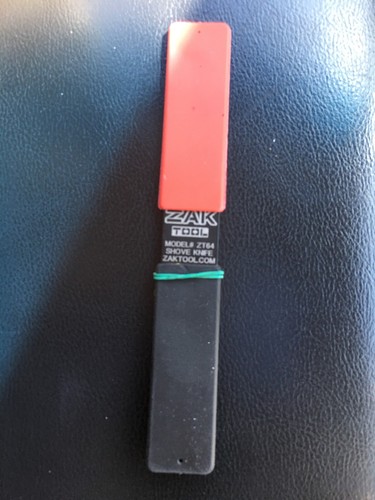 ZAK
TOOL
MODEL# ZT64
SHOVE KNIFE
ZAKTOOL.COM